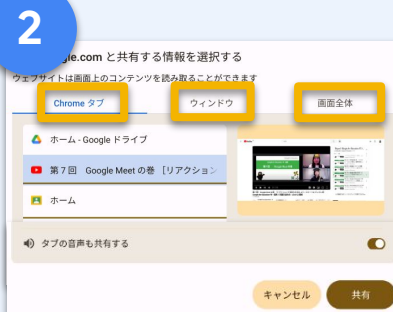 2
gle.com と共有する情報を選択する
ウェブサイトは画面上のコンテンツを読み取ることができます
Chrome タブ
ウィンドウ
画面全体
ホーム - Google ドライブ
第７回 Google Meet の巻 [リアクション
ホーム
タブの音声も共有する
キャンセル
共有